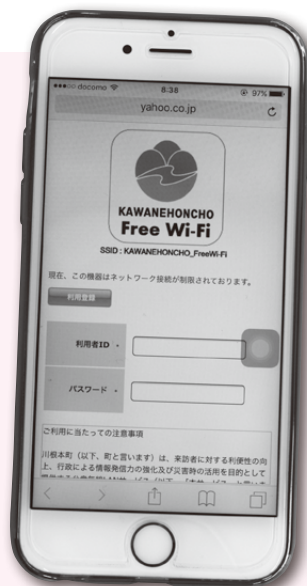 docomo 8:38 97%
yahoo.co.jp
KAWANEHONCHO
Free Wi-Fi
SSID : KAWANEHONCHO_FreeWi-Fi
現在、この機器はネットワーク接続が制限されております。
利用登録
利用者ID
パスワード
ご利用に当たっての注意事項
川根本町（以下、町と言います）は、来訪者に対する利便性の向
上、行政による情報発信力の強化及び災害時の活用を目的として